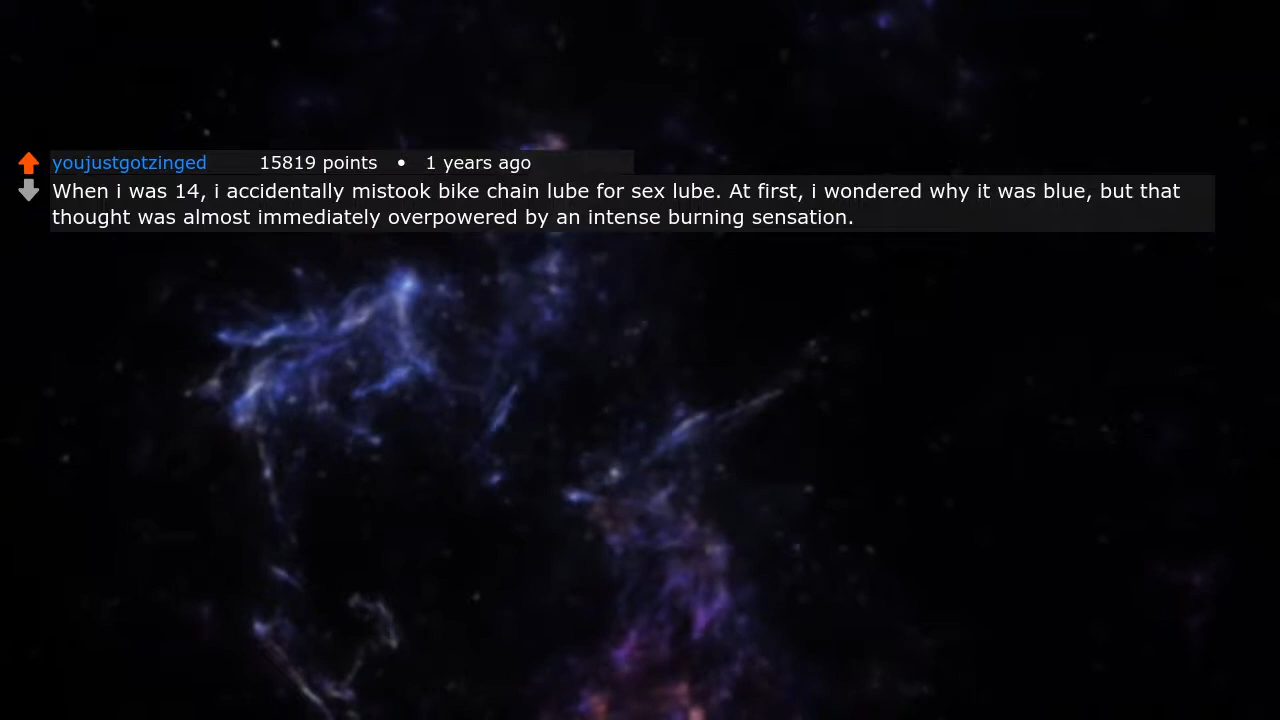 youjustgotzinged 15819 points • 1 years ago
When i was 14, i accidentally mistook bike chain lube for sex lube. At first, i wondered why it was blue, but that
thought was almost immediately overpowered by an intense burning sensation.